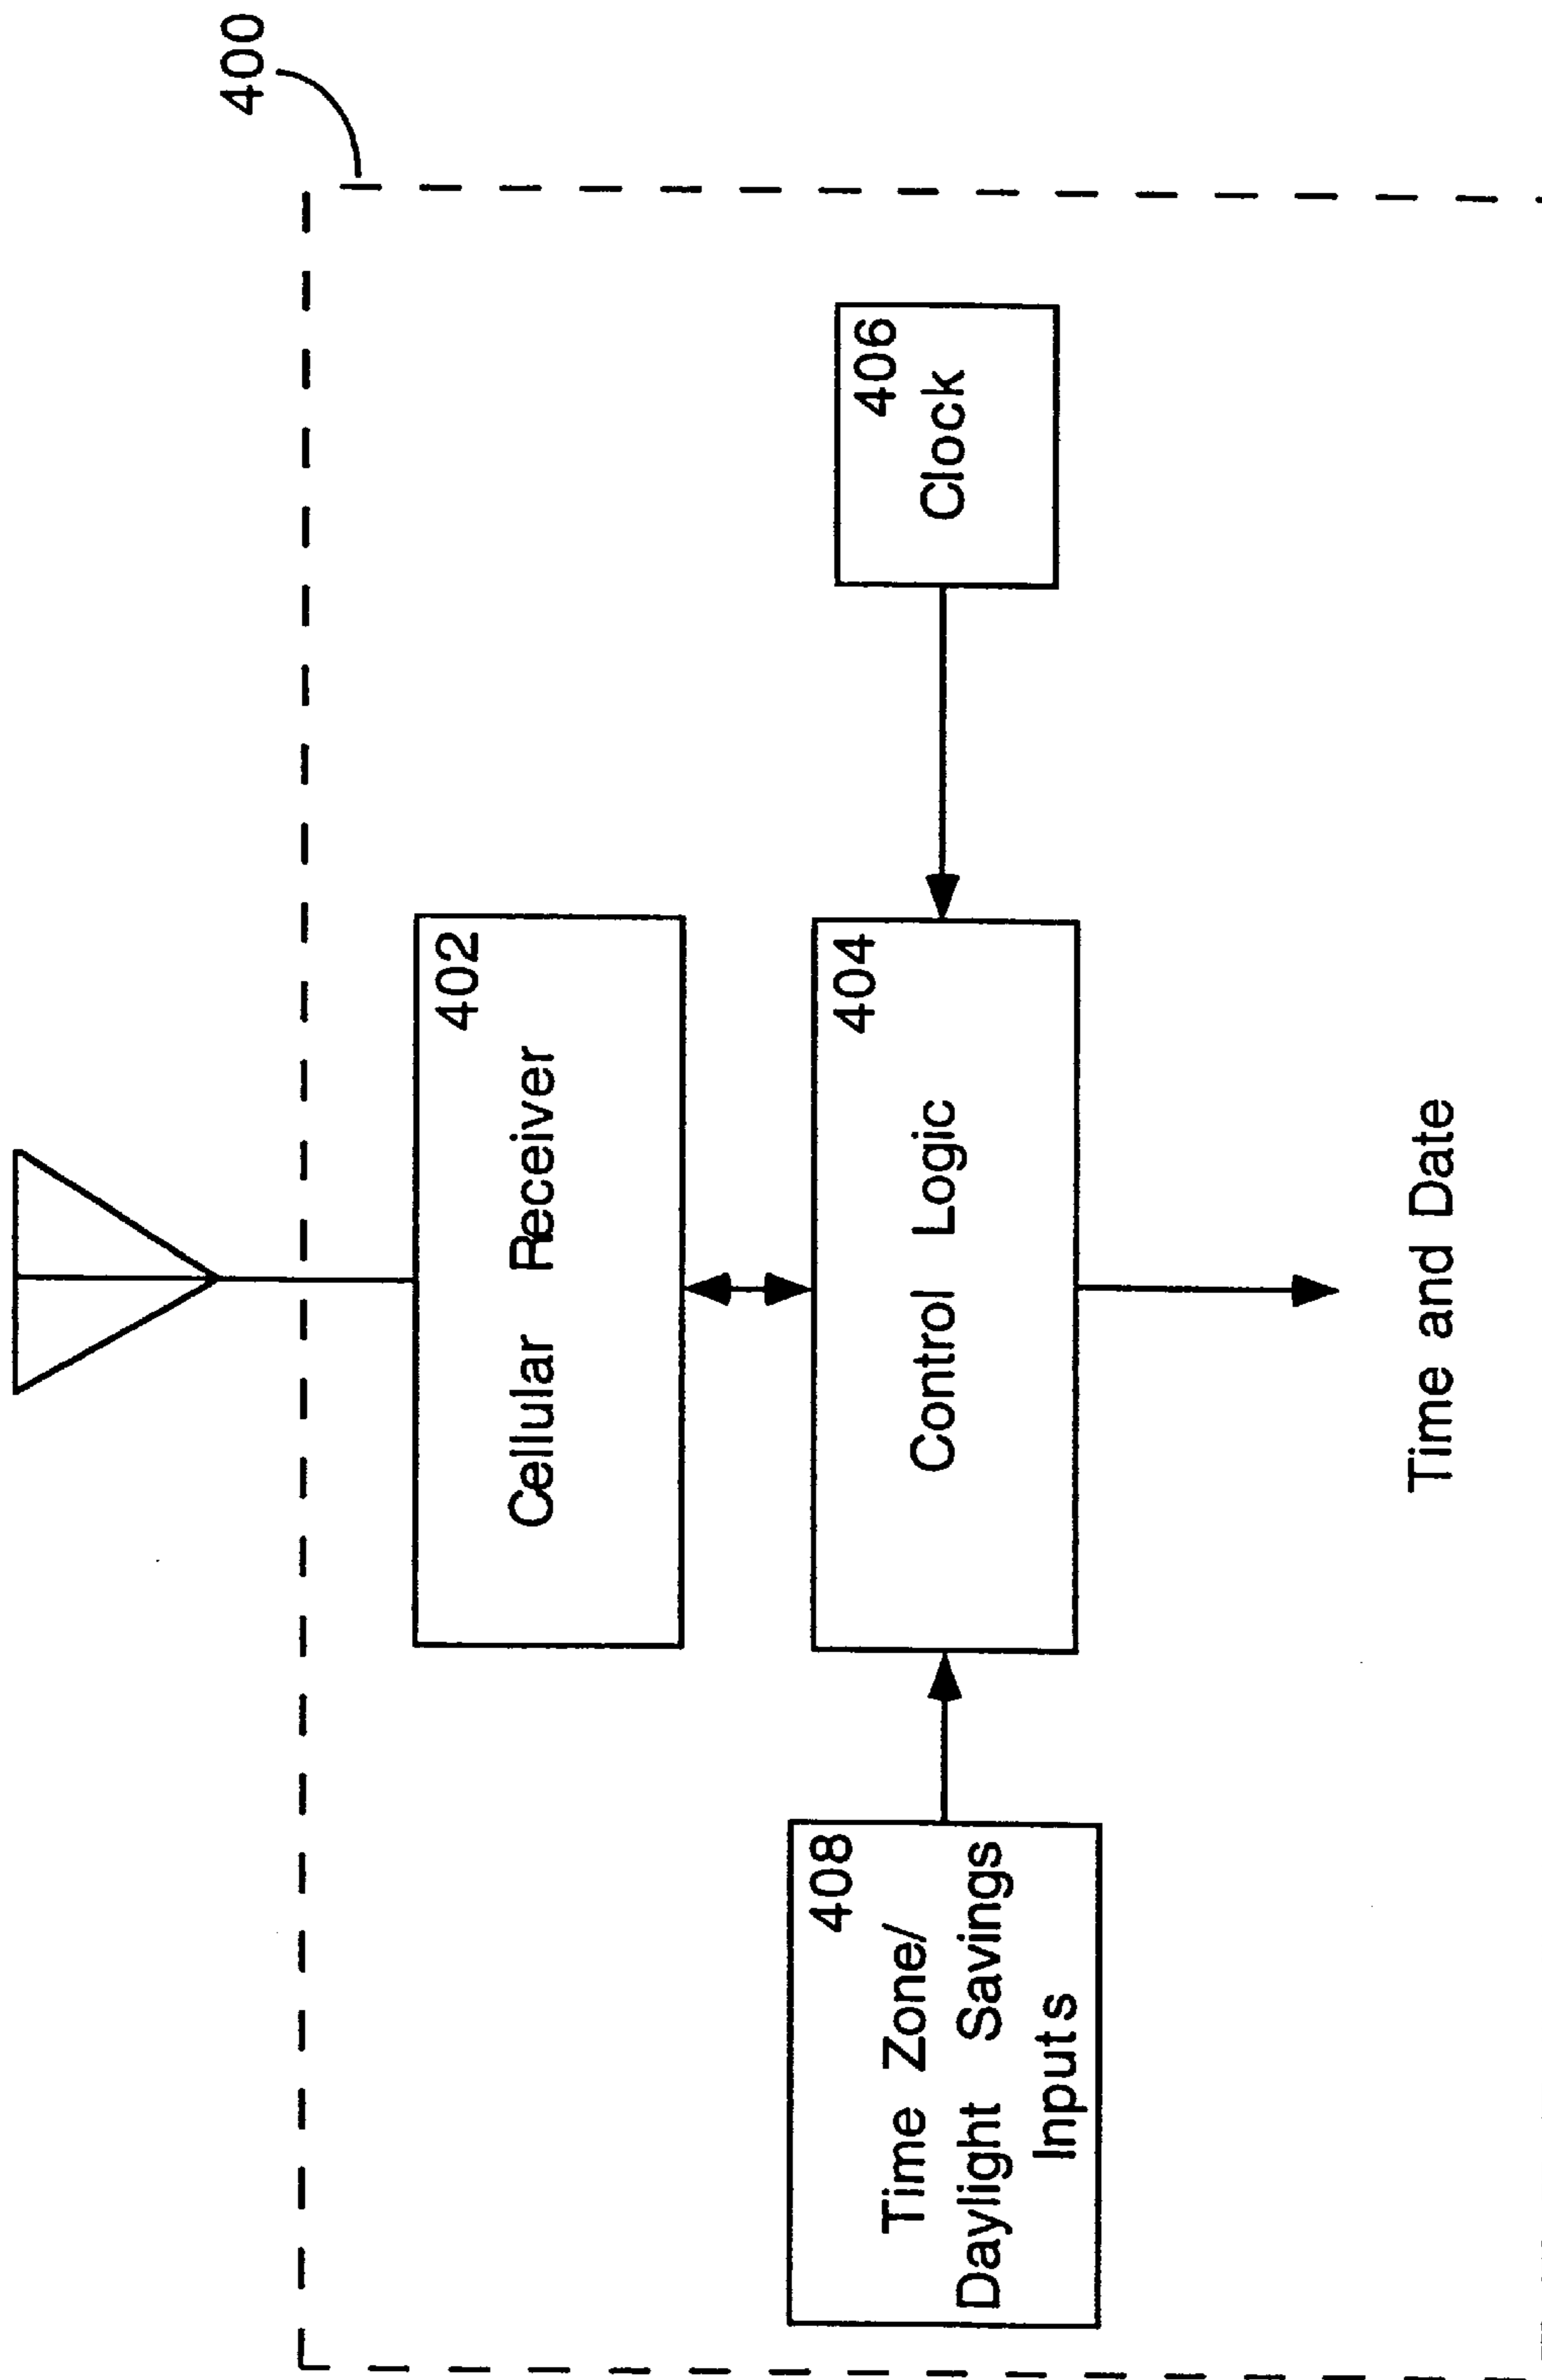 400
402
Cellular Receiver
408
Time Zone/
Daylight Savings
Inputs
404
Control Logic
406
Clock
Time and Date